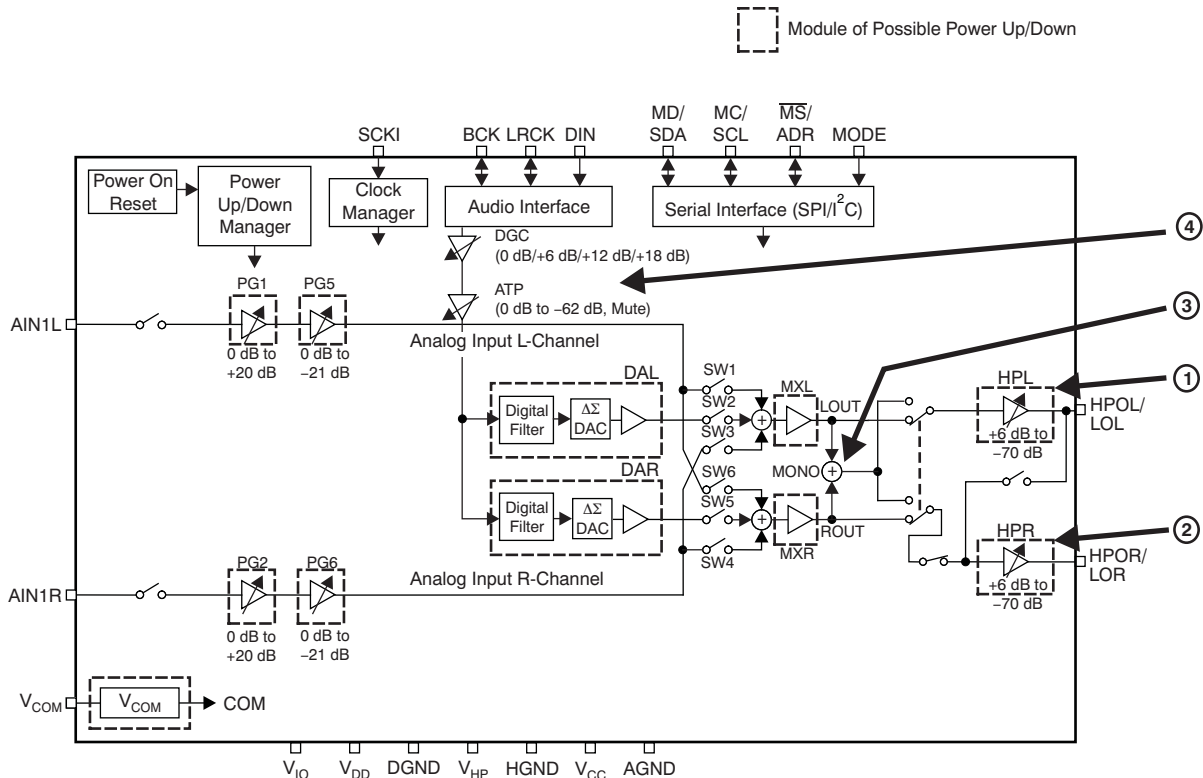 Module of Possible Power Up/Down
SCKI
BCK
LRCK
DIN
MD/
SDA
MC/
SCL
MS/
ADR
MODE
Power On
Reset
Power
Up/Down
Manager
Clock
Manager
Audio Interface
Serial Interface (SPI/I²C)
DGC
(0 dB/+6 dB/+12 dB/+18 dB)
4
ATP
(0 dB to −62 dB, Mute)
3
PG1
PG5
AIN1L
0 dB to
+20 dB
0 dB to
−21 dB
Analog Input L-Channel
DAL
Digital
Filter
ΔΣ
DAC
SW1
SW2
SW3
MXL
LOUT
HPL
1
+6 dB to
−70 dB
HPOL/
LOL
MONO
DAR
Digital
Filter
ΔΣ
DAC
SW6
SW5
SW4
MXR
ROUT
HPR
2
+6 dB to
−70 dB
HPOR/
LOR
Analog Input R-Channel
PG2
PG6
AIN1R
0 dB to
+20 dB
0 dB to
−21 dB
VCOM
VCOM
COM
VIO
VDD
DGND
VHP
HGND
VCC
AGND